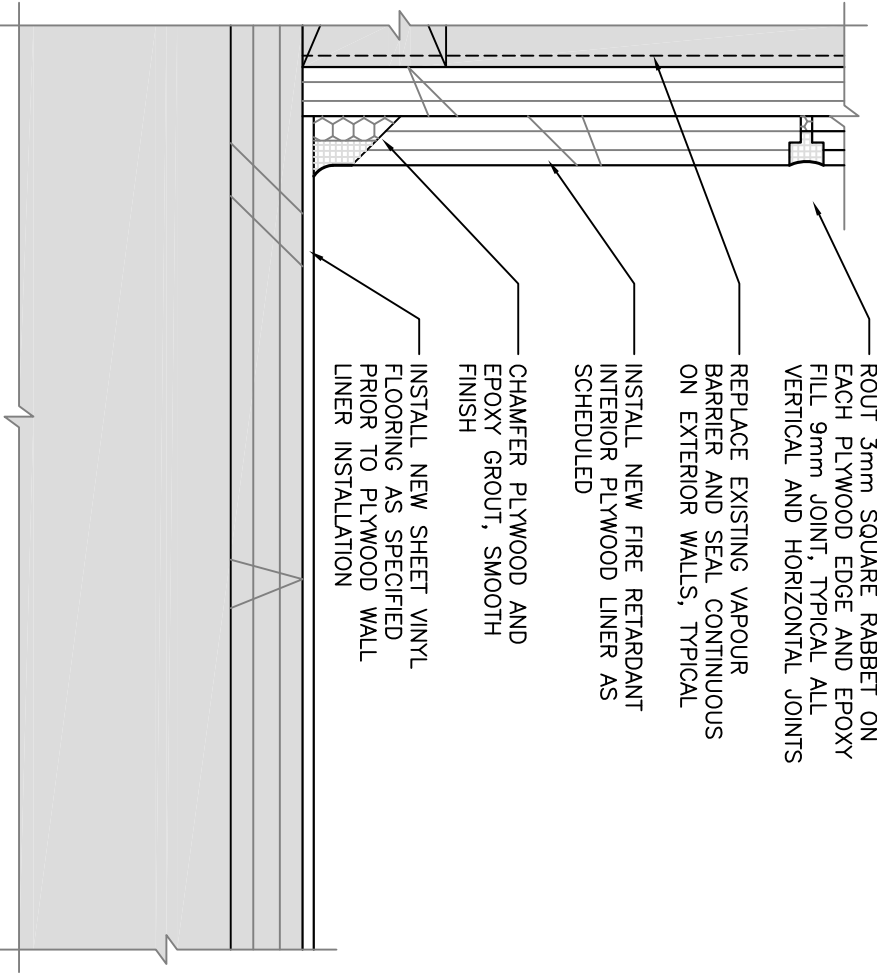 ROUT 3mm SQUARE RABBET ON
EACH PLYWOOD EDGE AND EPOXY
FILL 9mm JOINT, TYPICAL ALL
VERTICAL AND HORIZONTAL JOINTS
REPLACE EXISTING VAPOUR
BARRIER AND SEAL CONTINUOUS
ON EXTERIOR WALLS, TYPICAL
INSTALL NEW FIRE RETARDANT
INTERIOR PLYWOOD LINER AS
SCHEDULED
CHAMFER PLYWOOD AND
EPOXY GROUT, SMOOTH
FINISH
INSTALL NEW SHEET VINYL
FLOORING AS SPECIFIED
PRIOR TO PLYWOOD WALL
LINER INSTALLATION